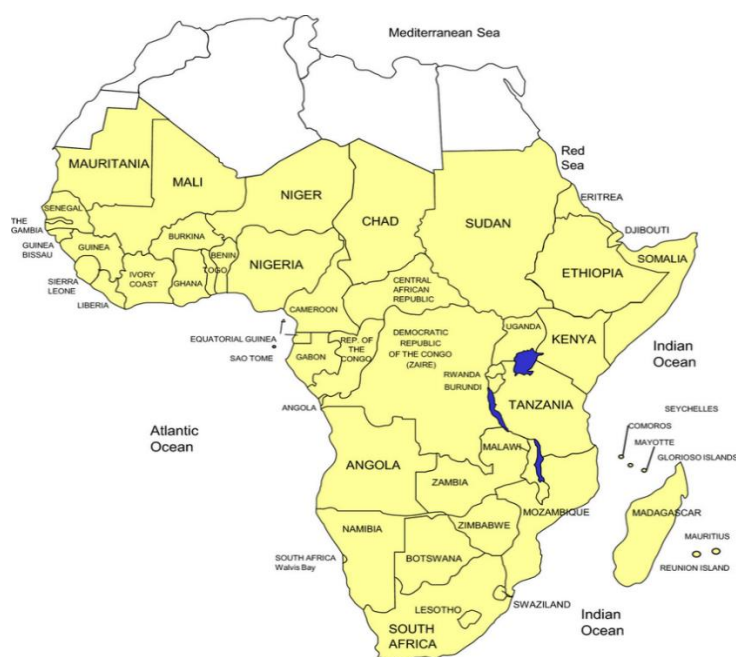 Mediterranean Sea
Red
Sea
MAURITANIA
MALI
NIGER
CHAD
SUDAN
ERITREA
SENEGAL
THE
GAMBIA
GUINEA
BISSAU
GUINEA
BURKINA
BENIN
TOGO
NIGERIA
DJIBOUTI
SOMALIA
ETHIOPIA
SIERRA
LEONE
LIBERIA
IVORY
COAST
GHANA
CENTRAL
AFRICAN
REPUBLIC
CAMEROON
EQUATORIAL GUINEA
SAO TOME
GABON
REP. OF
THE
CONGO
DEMOCRATIC
REPUBLIC
OF THE CONGO
(ZAIRE)
UGANDA
KENYA
Indian
Ocean
RWANDA
BURUNDI
TANZANIA
ANGOLA
Atlantic
Ocean
SEYCHELLES
COMOROS
MAYOTTE
GLORIOSO ISLANDS
ANGOLA
MALAWI
ZAMBIA
MOZAMBIQUE
MADAGASCAR
NAMIBIA
ZIMBABWE
MAURITIUS
REUNION ISLAND
SOUTH AFRICA
Walvis Bay
BOTSWANA
SWAZILAND
LESOTHO
Indian
Ocean
SOUTH
AFRICA